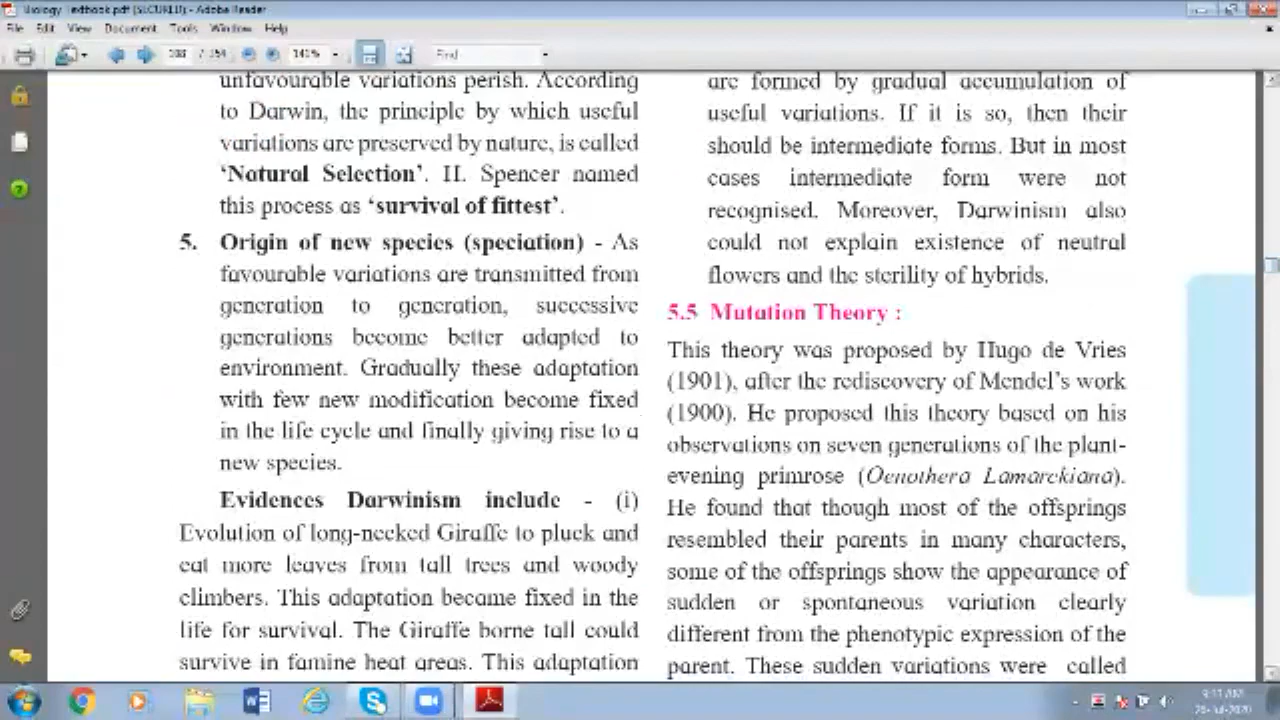 Biology Textbook.pdf (SECURED) - Adobe Reader
File Edit View Document Tools Window Help
108 / 154 141% Find
unfavourable variations perish. According
to Darwin, the principle by which useful
variations are preserved by nature, is called
‘Natural Selection’. H. Spencer named
this process as ‘survival of fittest’.
5. Origin of new species (speciation) - As
favourable variations are transmitted from
generation to generation, successive
generations become better adapted to
environment. Gradually these adaptation
with few new modification become fixed
in the life cycle and finally giving rise to a
new species.
Evidences Darwinism include - (i)
Evolution of long-necked Giraffe to pluck and
eat more leaves from tall trees and woody
climbers. This adaptation became fixed in the
life for survival. The Giraffe borne tall could
survive in famine heat areas. This adaptation
are formed by gradual accumulation of
useful variations. If it is so, then their
should be intermediate forms. But in most
cases intermediate form were not
recognised. Moreover, Darwinism also
could not explain existence of neutral
flowers and the sterility of hybrids.
5.5 Mutation Theory :
This theory was proposed by Hugo de Vries
(1901), after the rediscovery of Mendel’s work
(1900). He proposed this theory based on his
observations on seven generations of the plant-
evening primrose (Oenothera Lamarckiana).
He found that though most of the offsprings
resembled their parents in many characters,
some of the offsprings show the appearance of
sudden or spontaneous variation clearly
different from the phenotypic expression of the
parent. These sudden variations were called